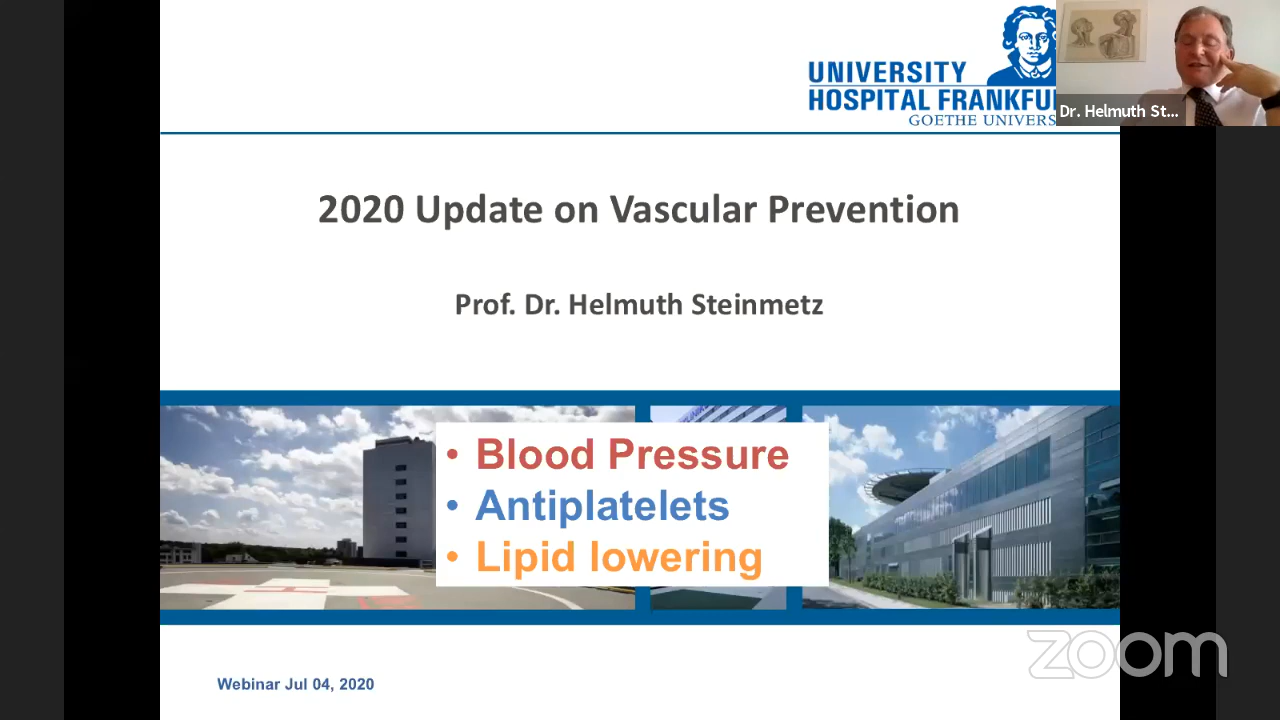 UNIVERSITY
HOSPITAL FRANKFU
GOETHE UNIVERS
Dr. Helmuth St...
2020 Update on Vascular Prevention
Prof. Dr. Helmuth Steinmetz
• Blood Pressure
• Antiplatelets
• Lipid lowering
zoom
Webinar Jul 04, 2020